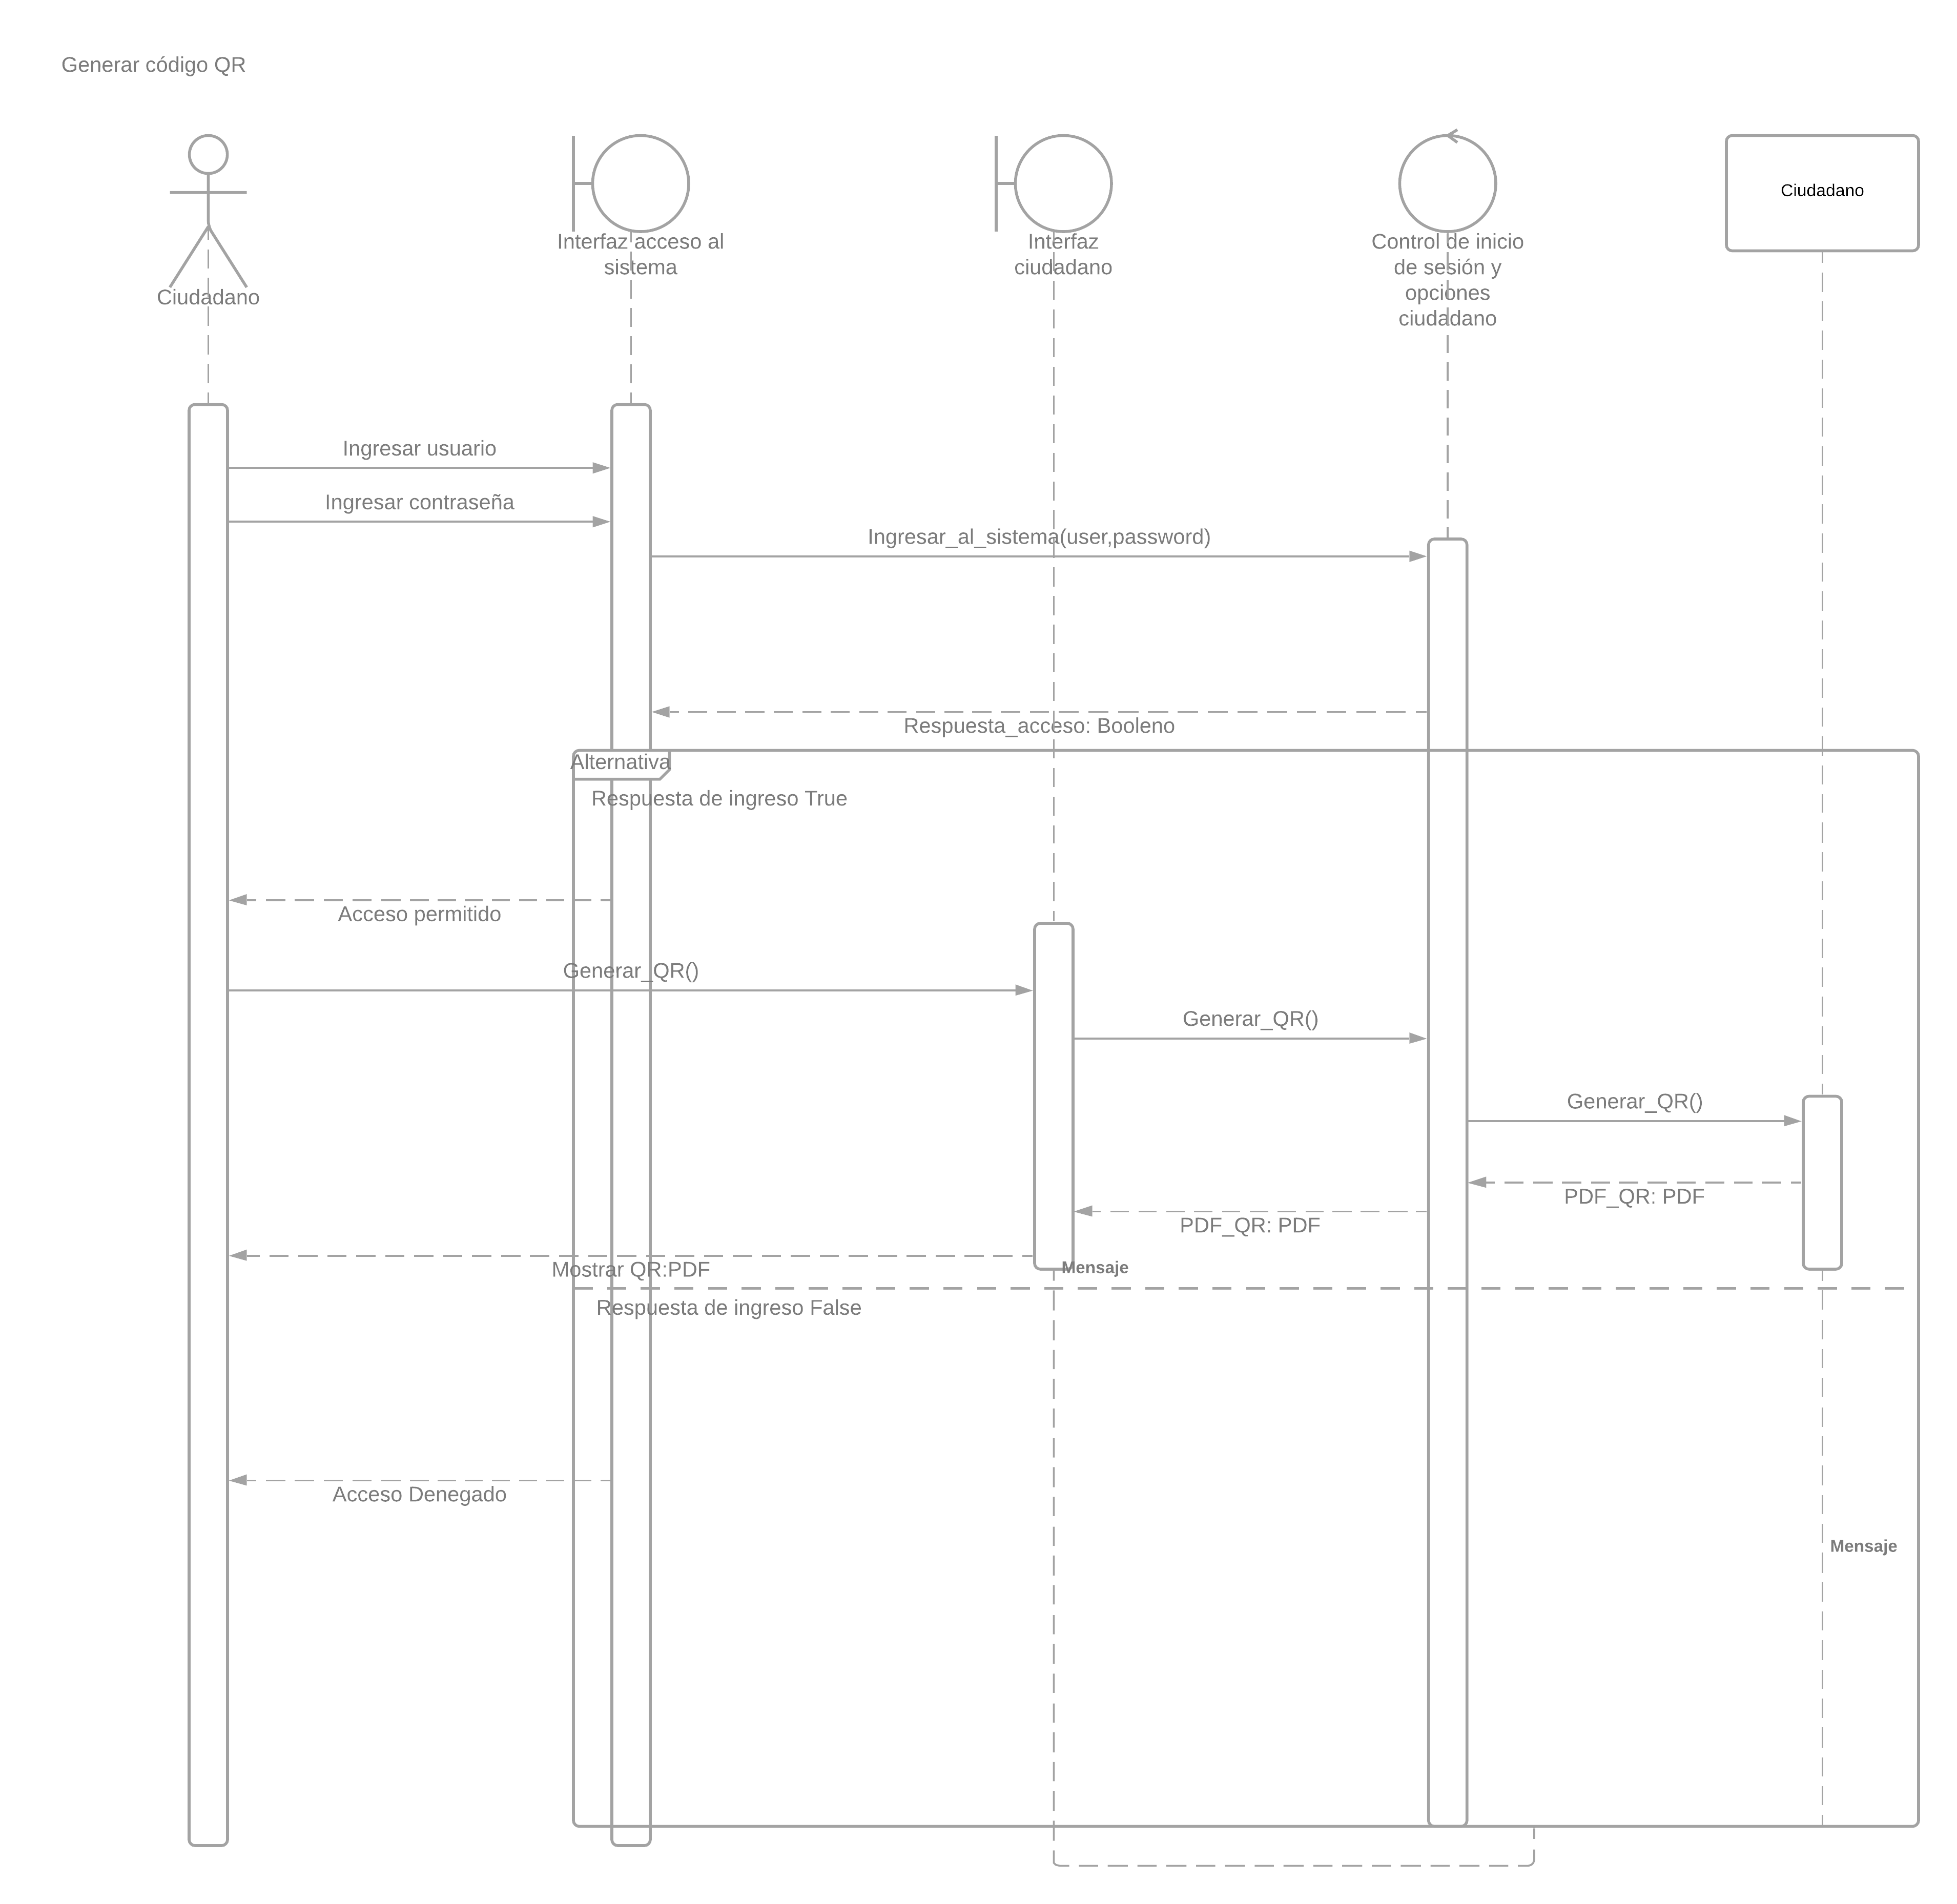 Generar código QR
Ciudadano
Interfaz acceso al
sistema
Interfaz
ciudadano
Control de inicio
de sesión y
opciones
ciudadano
Ciudadano
Ingresar usuario
Ingresar contraseña
Ingresar_al_sistema(user,password)
Respuesta_acceso: Booleno
Alternativa
Respuesta de ingreso True
Acceso permitido
Generar_QR()
Generar_QR()
Generar_QR()
PDF_QR: PDF
PDF_QR: PDF
Mostrar QR:PDF
Mensaje
Respuesta de ingreso False
Acceso Denegado
Mensaje